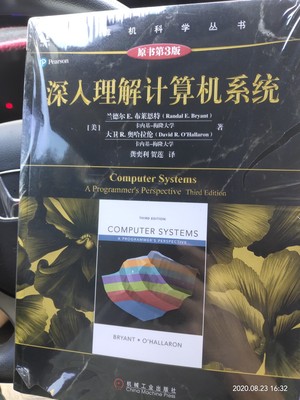 计算机科学丛书
原书第3版
Pearson
深入理解计算机系统
兰德尔 E. 布莱恩特（Randal E. Bryant）
卡内基-梅隆大学
[美]
著
大卫 R. 奥哈拉伦（David R. O'Hallaron）
卡内基-梅隆大学
龚奕利 贺莲 译
Computer Systems
A Programmer's Perspective Third Edition
THIRD EDITION
COMPUTER SYSTEMS
A PROGRAMMER'S PERSPECTIVE
BRYANT • O'HALLARON
机械工业出版社
China Machine Press
2020.08.23 16:32